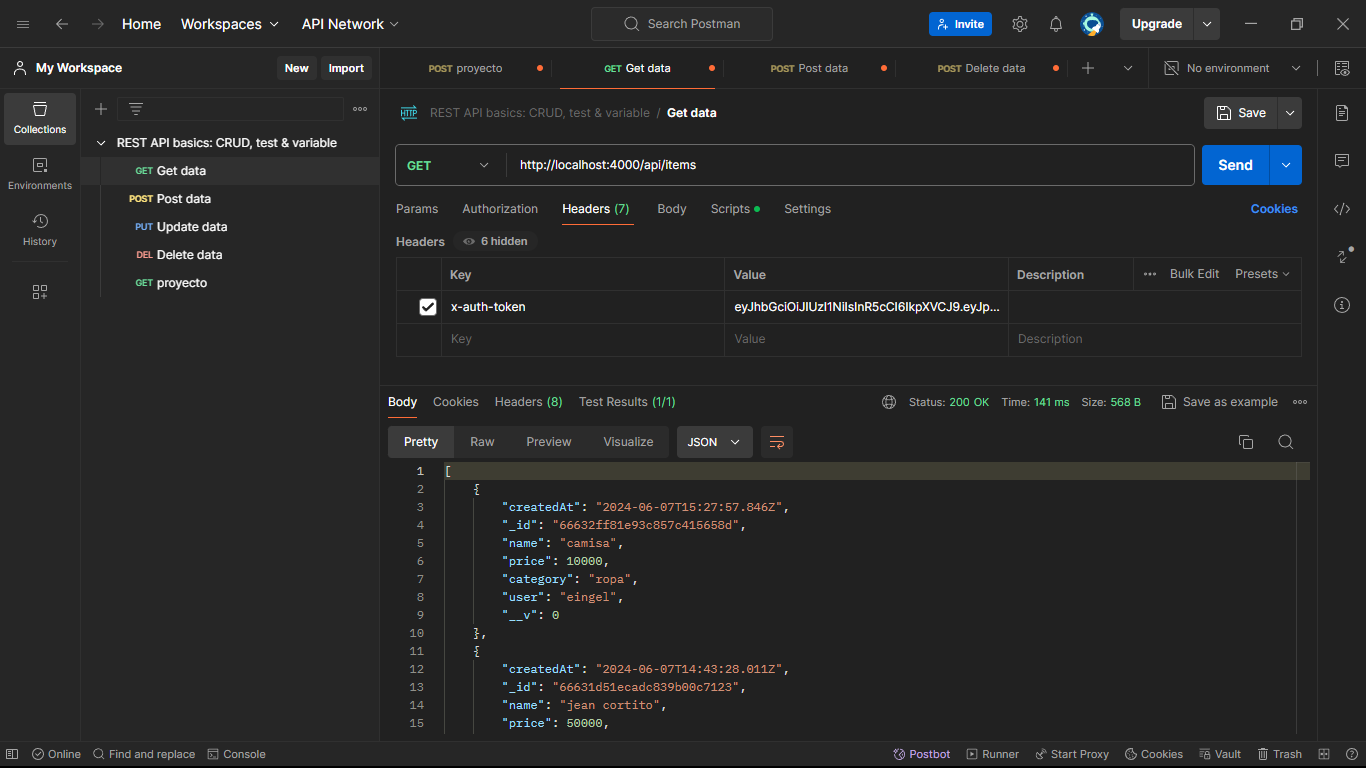 Home Workspaces API Network Search Postman Invite Upgrade
My Workspace New Import
POST proyecto GET Get data POST Post data POST Delete data No environment
Collections
Environments
History
REST API basics: CRUD, test & variable
GET Get data
POST Post data
PUT Update data
DEL Delete data
GET proyecto
HTTP REST API basics: CRUD, test & variable / Get data Save
GET http://localhost:4000/api/items Send
Params Authorization Headers (7) Body Scripts Settings Cookies
Headers 6 hidden
Key Value Description Bulk Edit Presets
x-auth-token eyJhbGciOiJIUzI1NiIsInR5cCI6IkpXVCJ9.eyJp...
Key Value Description
Body Cookies Headers (8) Test Results (1/1) Status: 200 OK Time: 141 ms Size: 568 B Save as example
Pretty Raw Preview Visualize JSON
1 [
2 {
3 "createdAt": "2024-06-07T15:27:57.846Z",
4 "_id": "66632ff81e93c857c415658d",
5 "name": "camisa",
6 "price": 10000,
7 "category": "ropa",
8 "user": "eingel",
9 "__v": 0
10 },
11 {
12 "createdAt": "2024-06-07T14:43:28.011Z",
13 "_id": "66631d51ecadc839b00c7123",
14 "name": "jean cortito",
15 "price": 50000,
Online Find and replace Console Postbot Runner Start Proxy Cookies Vault Trash